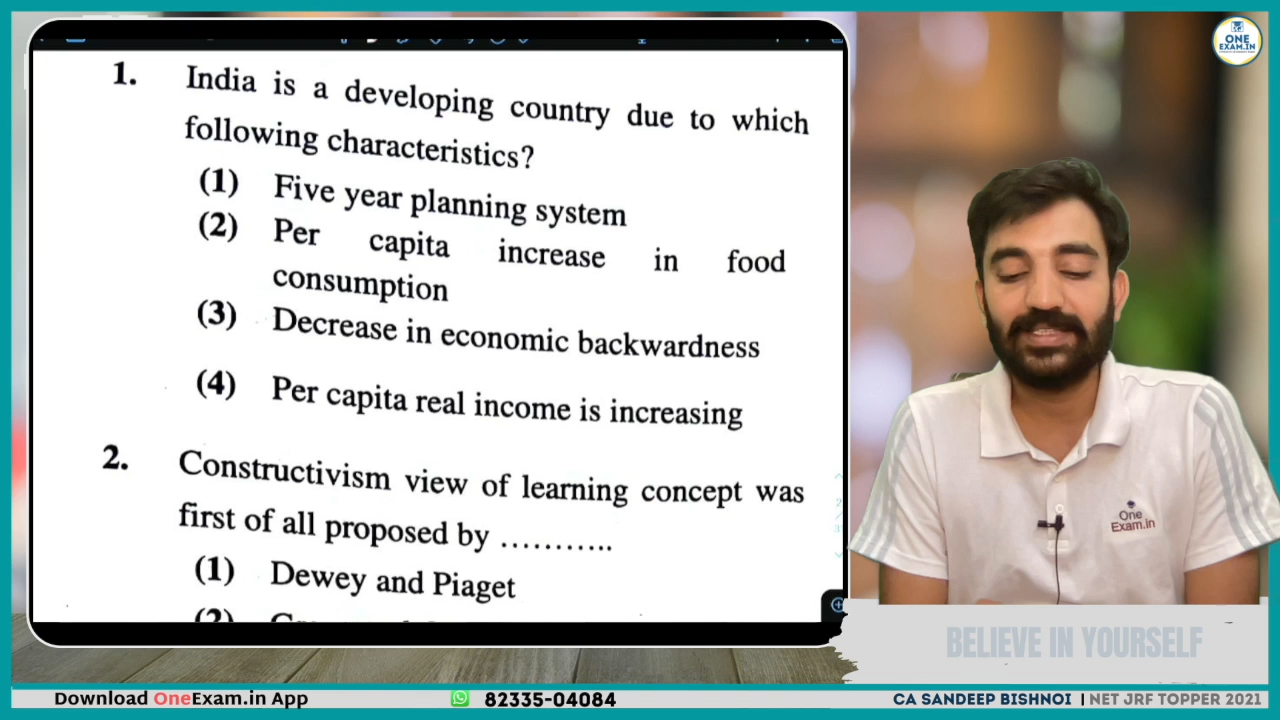 1. India is a developing country due to which
following characteristics?
(1) Five year planning system
(2) Per capita increase in food
consumption
(3) Decrease in economic backwardness
(4) Per capita real income is increasing
2. Constructivism view of learning concept was
first of all proposed by ...........
(1) Dewey and Piaget
(2)
ONE
EXAM.IN
One
Exam.in
BELIEVE IN YOURSELF
Download OneExam.in App
82335-04084
CA SANDEEP BISHNOI | NET JRF TOPPER 2021